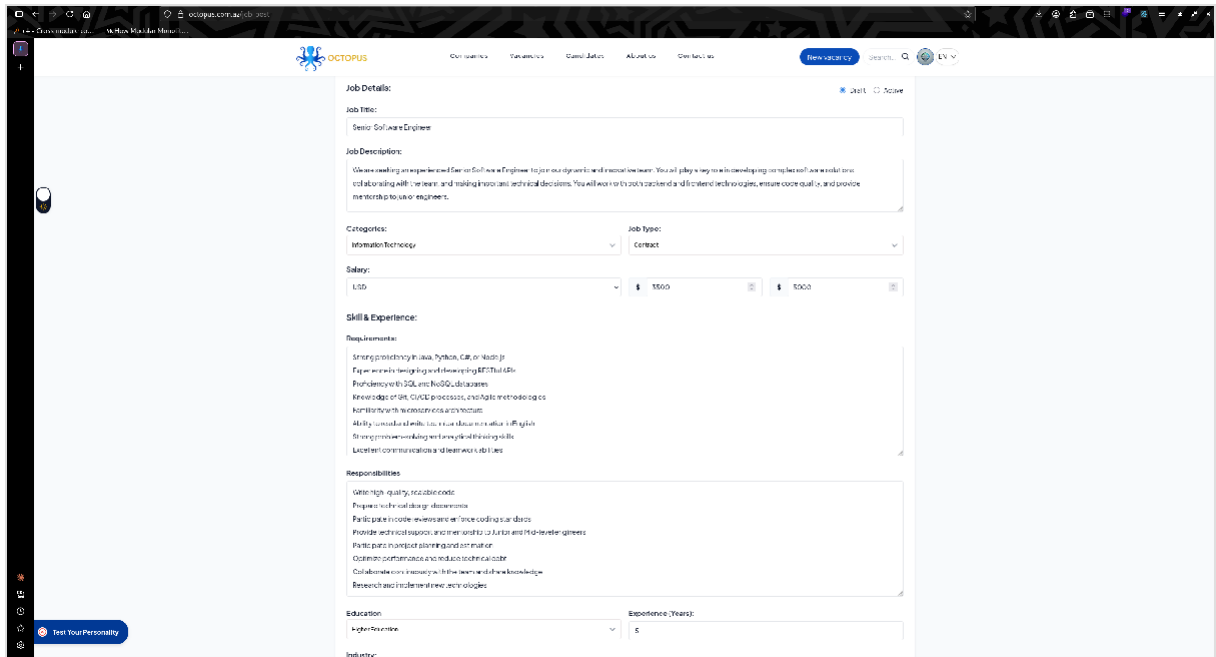 octopus.com.az/job-post
How Modular Monolit...
OCTOPUS
Companies
Vacancies
Candidates
About us
Contact us
New vacancy
Search...
EN
Job Details:
Draft
Active
Job Title:
Senior Software Engineer
Job Description:
We are seeking an experienced Senior Software Engineer to join our dynamic and innovative team. You will play a key role in developing complex software solutions
collaborating with the team, and making important technical decisions. You will work with both backend and frontend technologies, ensure code quality, and provide
mentorship to junior engineers.
Categories:
Job Type:
Information Technology
Contract
Salary:
USD
$
3500
$
5000
Skill & Experience:
Requirements:
Strong proficiency in Java, Python, C#, or Node.js
Experience in designing and developing RESTful APIs
Proficiency with SQL and NoSQL databases
Knowledge of Git, CI/CD processes, and Agile methodologies
Familiarity with microservices architecture
Ability to read and write technical documentation in English
Strong problem-solving and analytical thinking skills
Excellent communication and teamwork abilities
Responsibilities
Write high-quality, scalable code
Prepare technical design documents
Participate in code reviews and enforce coding standards
Provide technical support and mentorship to Junior and Mid-level engineers
Participate in project planning and estimation
Optimize performance and reduce technical debt
Collaborate continuously with the team and share knowledge
Research and implement new technologies
Education
Experience (Years):
Higher Education
5
Test Your Personality
Industry: